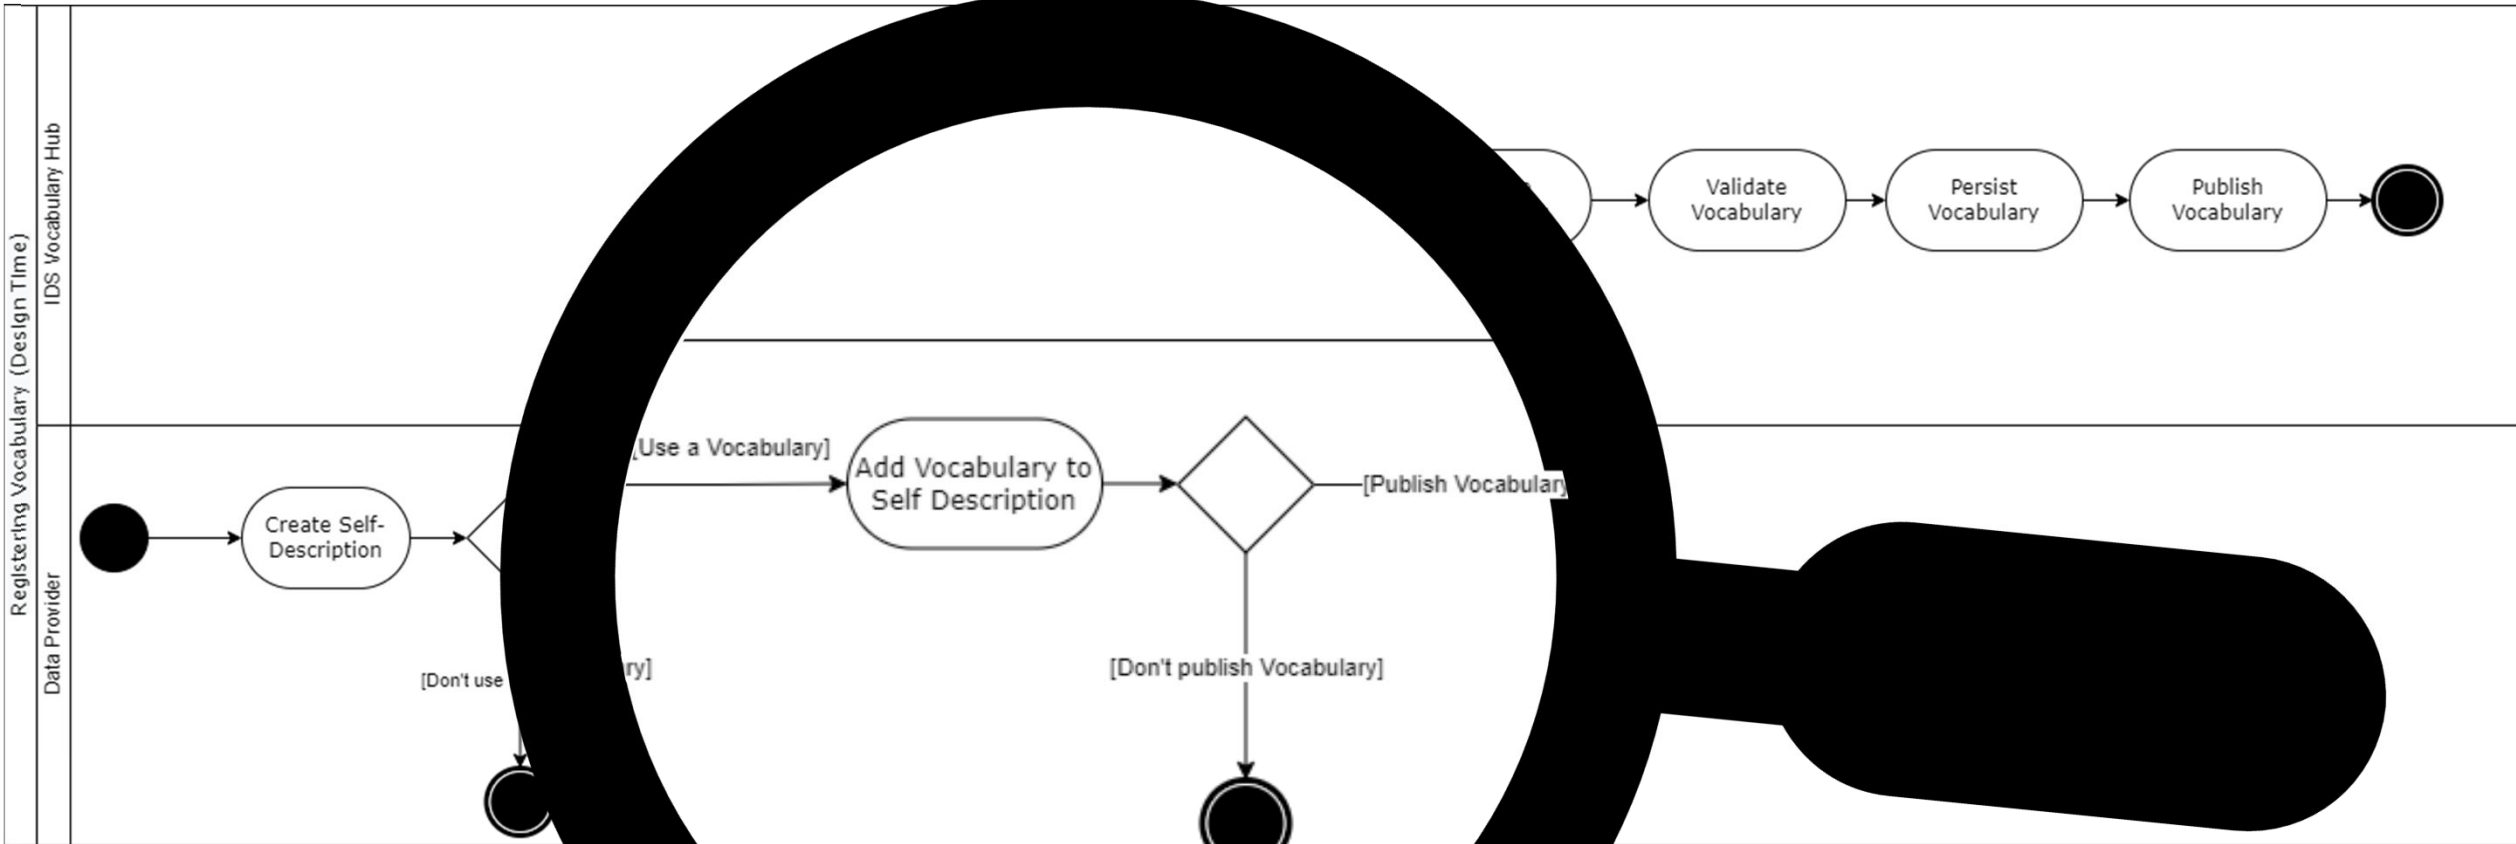 Registering Vocabulary (Design Time)
IDS Vocabulary Hub
Validate
Vocabulary
Persist
Vocabulary
Publish
Vocabulary
Data Provider
Create Self-
Description
[Use a Vocabulary]
Add Vocabulary to
Self Description
[Publish Vocabulary
[Don't use
ry]
[Don't publish Vocabulary]